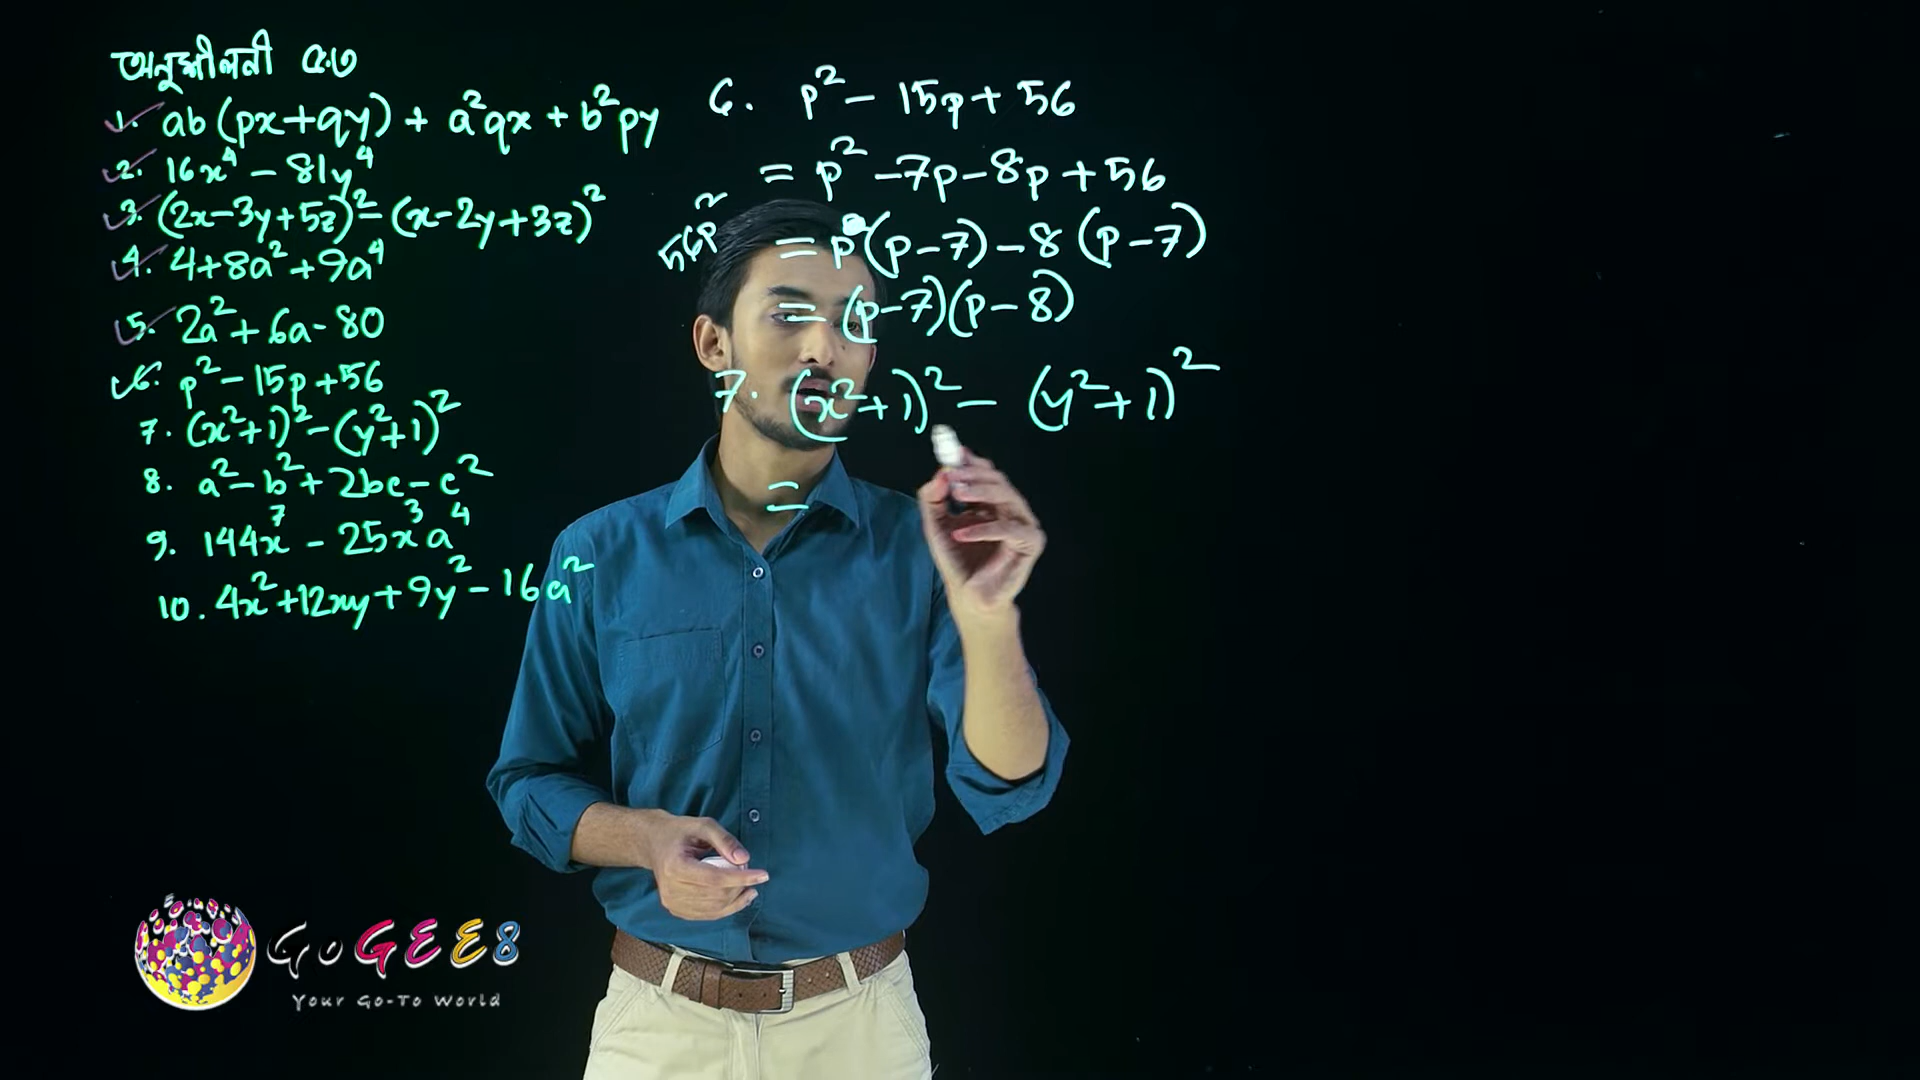 অনুশীলনী ৫.৩
1. ab (px+qy) + a²qx + b²py
2. 16x⁴ - 81y⁴
3. (2x-3y+5z)² - (x-2y+3z)²
4. 4+8a²+9a⁴
5. 2a²+6a-80
6. p²-15p+56
7. (x²+1)²-(y²+1)²
8. a²-b²+2bc-c²
9. 144x⁷ - 25x³a⁴
10. 4x²+12xy+9y²-16a²
6. p² - 15p + 56
= p² - 7p - 8p + 56
56p²
= p(p-7) - 8(p-7)
= (p-7)(p-8)
7. (x²+1)² - (y²+1)²
=
GoGEE8
Your Go-To World